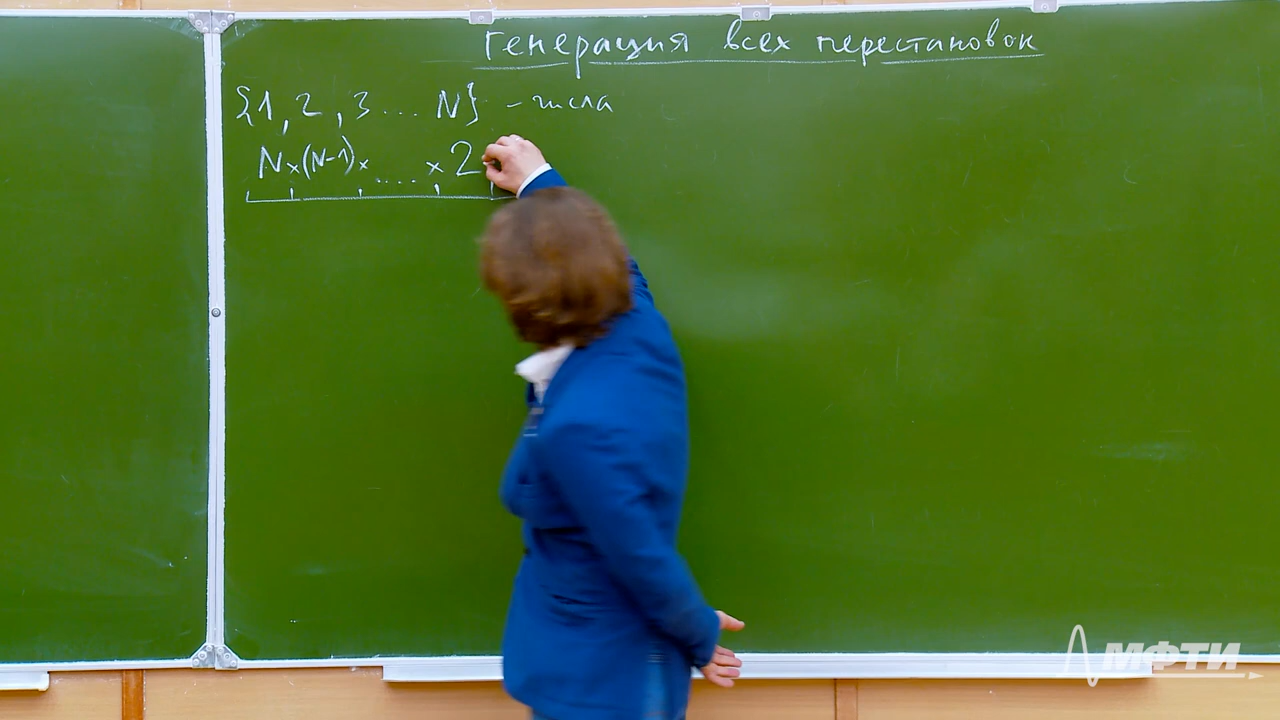 Генерация всех перестановок
{1, 2, 3 ... N} - числа
N×(N-1)× .... ×2
МФТИ